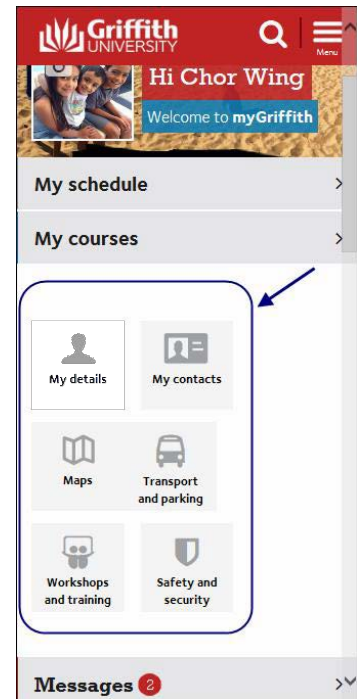 Griffith
UNIVERSITY
Menu
Hi Chor Wing
Welcome to myGriffith
My schedule
My courses
My details
My contacts
Maps
Transport
and parking
Workshops
and training
Safety and
security
Messages 2